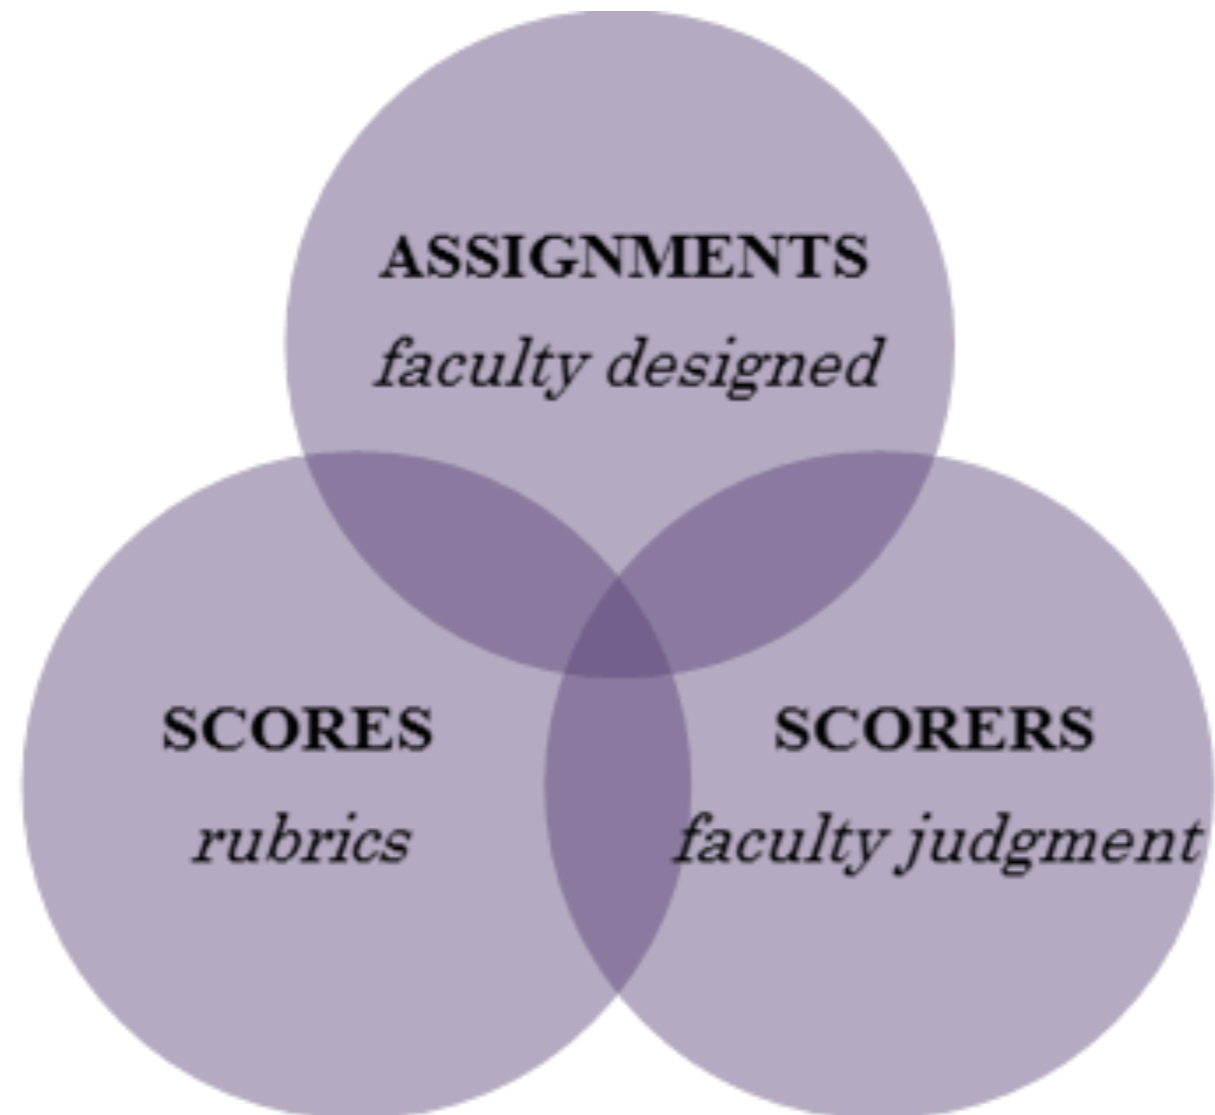 ASSIGNMENTS
faculty designed
SCORES
rubrics
SCORERS
faculty judgment